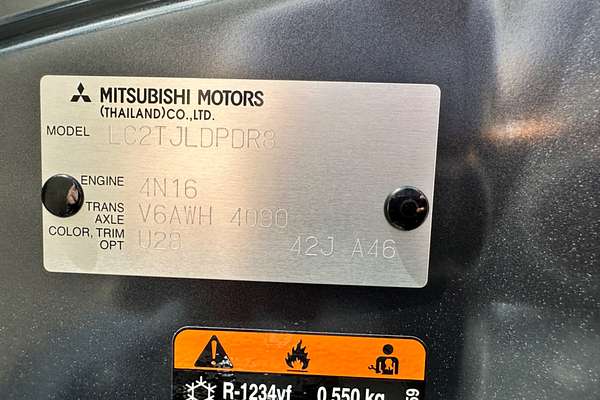 MITSUBISHI MOTORS
(THAILAND)CO.,LTD.
MODEL LC2TJLDPDR8
ENGINE 4N16
TRANS AXLE V6AWH 4090
COLOR, TRIM OPT U28 42J A46
R-1234yf 0.550 kg
69